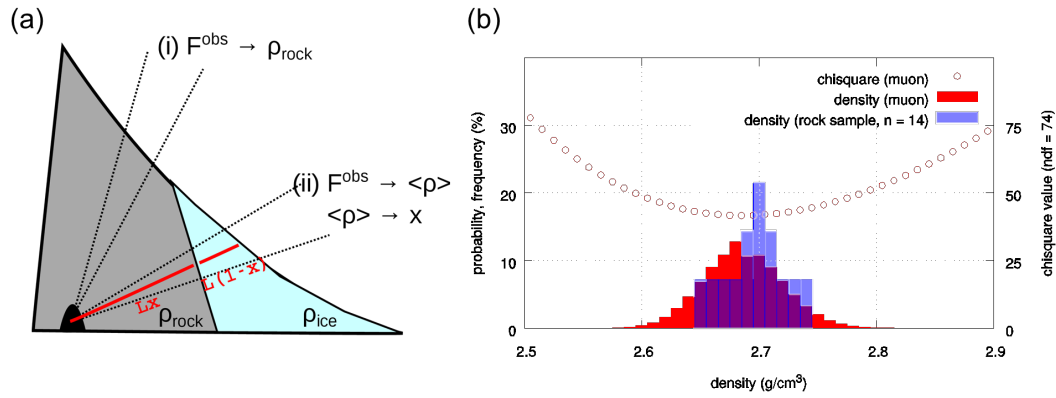 (a)
(i) F^obs → ρ_rock
(ii) F^obs → <ρ>
<ρ> → x
L(1-x)
Lx
ρ_rock
ρ_ice
(b)
chisquare (muon)
density (muon)
density (rock sample, n = 14)
probability, frequency (%)
30
20
10
0
75
50
25
0
chisquare value (ndf = 74)
2.5 2.6 2.7 2.8 2.9
density (g/cm³)